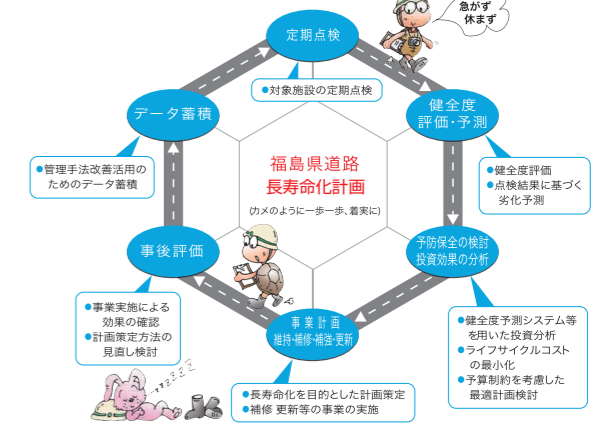 急がず
休まず
定期点検
●対象施設の定期点検
健全度
評価・予測
●健全度評価
●点検結果に基づく
劣化予測
予防保全の検討
投資効果の分析
●健全度予測システム等
を用いた投資分析
●ライフサイクルコスト
の最小化
●予算制約を考慮した
最適計画検討
事業計画
維持・補修・補強・更新
●長寿命化を目的とした計画策定
●補修 更新等の事業の実施
事後評価
●事業実施による
効果の確認
●計画策定方法の
見直し検討
データ蓄積
●管理手法改善活用の
ためのデータ蓄積
福島県道路
長寿命化計画
(カメのように一歩一歩、着実に)
zzzzz